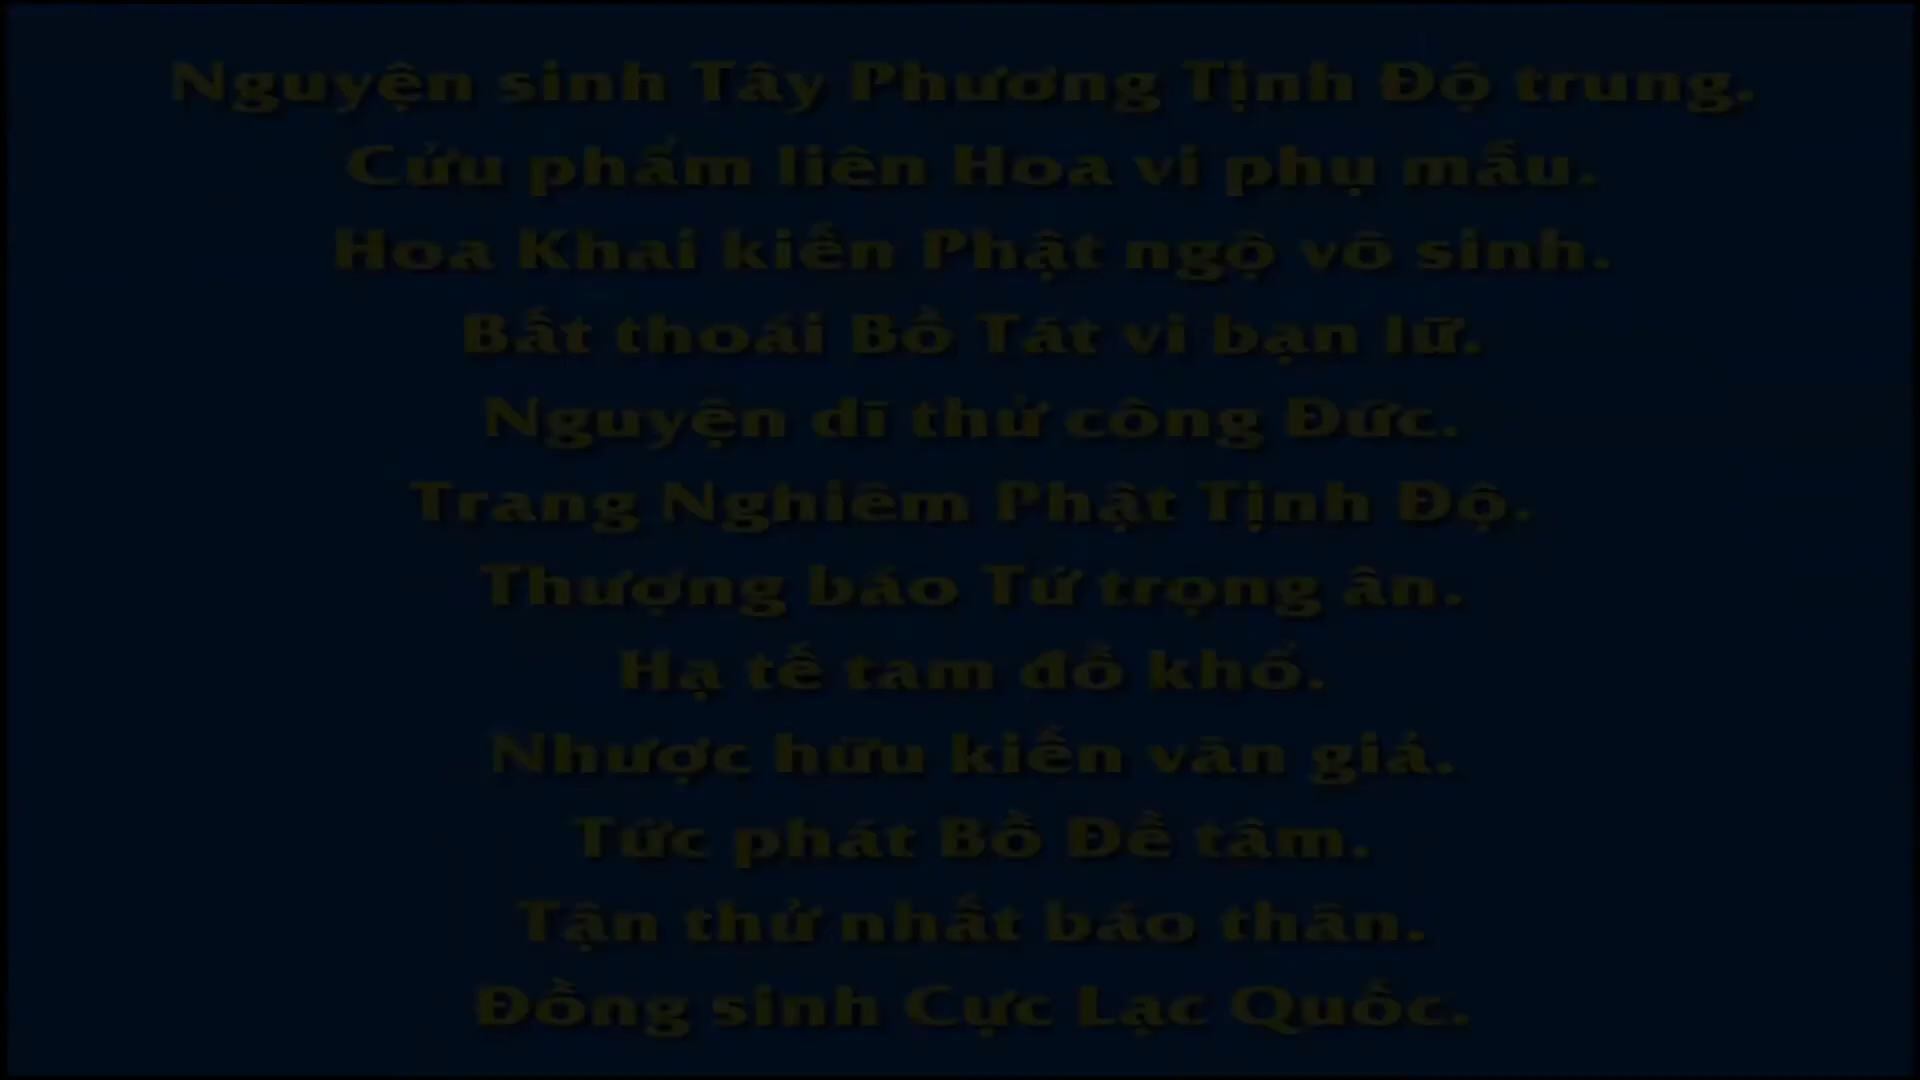 Nguyện sinh Tây Phương Tịnh Độ trung.
Cửu phẩm liên Hoa vi phụ mẫu.
Hoa Khai kiến Phật ngộ vô sinh.
Bất thoái Bồ Tát vi bạn lữ.
Nguyện dĩ thử công Đức.
Trang Nghiêm Phật Tịnh Độ.
Thượng báo Tứ trọng ân.
Hạ tế tam đồ khổ.
Nhược hữu kiến văn giá.
Tức phát Bồ Đề tâm.
Tận thử nhất báo thân.
Đồng sinh Cực Lạc Quốc.